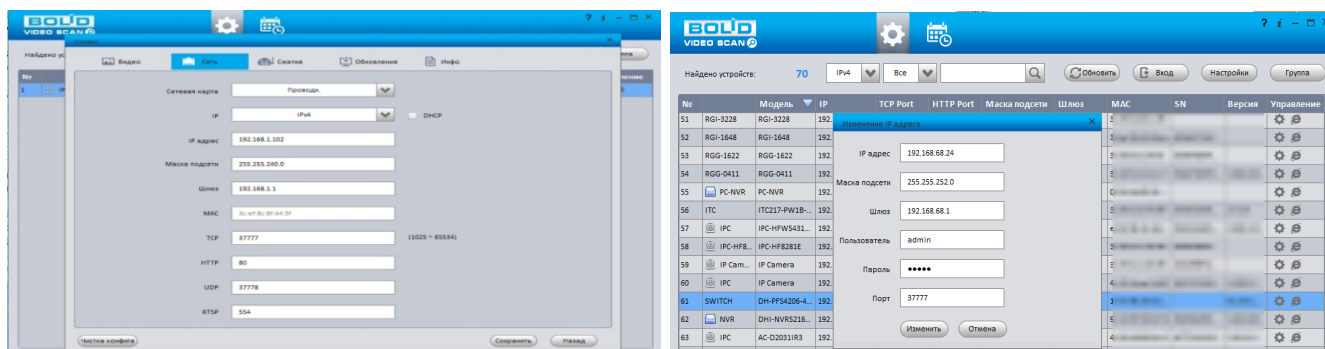 BOLID
VIDEO SCAN
? i
Найдено ус
Видео
Сеть
Сжатие
Обновление
Инфо.
№
1
Сетевая карта
Проводн.
IP
IPv4
DHCP
IP адрес
192.168.1.102
Маска подсети
255.255.240.0
Шлюз
192.168.1.1
MAC
TCP
37777
(1025 ~ 65534)
HTTP
80
UDP
37778
RTSP
554
Чистка конфига
Сохранить
Назад
BOLID
VIDEO SCAN
? i
Найдено устройств: 70
IPv4
Все
Обновить
Вход
Настройки
Группа
№ Модель IP TCP Port HTTP Port Маска подсети Шлюз MAC SN Версия Управление
51 RGI-3228 RGI-3228 192.
52 RGI-1648 RGI-1648 192.
53 RGG-1622 RGG-1622 192.
54 RGG-0411 RGG-0411 192.
55 PC-NVR PC-NVR 192.
56 ITC ITC217-PW1B-... 192.
57 IPC IPC-HFW5431... 192.
58 IPC-HF8... IPC-HF8281E 192.
59 IP Cam... IP Camera 192.
60 IPC IP Camera 192.
61 SWITCH DH-PFS4206-4... 192.
62 NVR DHI-NVR5216... 192.
63 IPC AC-D2031IR3 192.
Изменение IP адреса
IP адрес
192.168.68.24
Маска подсети
255.255.252.0
Шлюз
192.168.68.1
Пользователь
admin
Пароль
•••••
Порт
37777
Изменить
Отмена